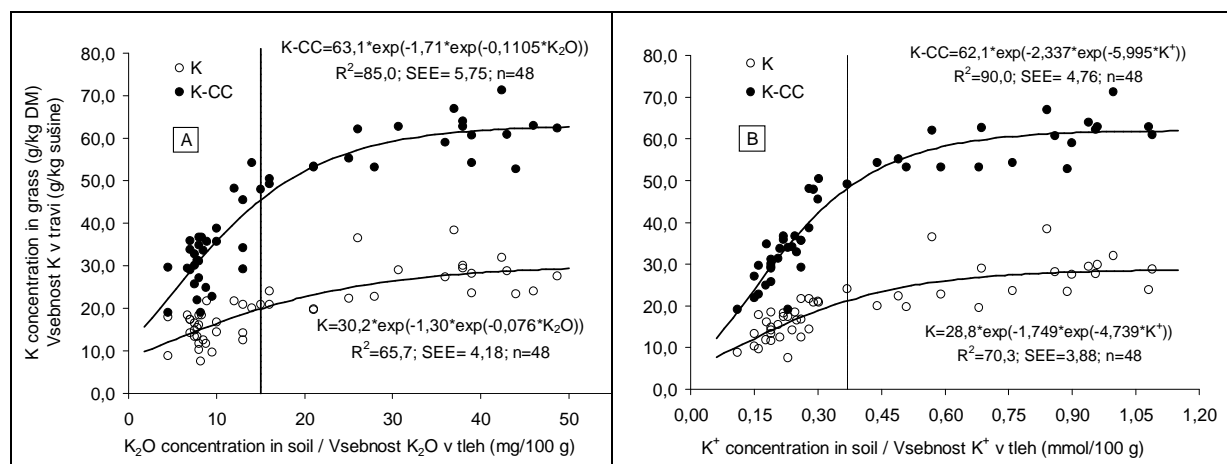 K concentration in grass (g/kg DM)
Vsebnost K v travi (g/kg sušine)
80,0
70,0
60,0
50,0
40,0
30,0
20,0
10,0
0,0
K-CC=63,1*exp(-1,71*exp(-0,1105*K₂O))
R²=85,0; SEE= 5,75; n=48
K
K-CC
A
K=30,2*exp(-1,30*exp(-0,076*K₂O))
R²=65,7; SEE= 4,18; n=48
0 10 20 30 40 50
K₂O concentration in soil / Vsebnost K₂O v tleh (mg/100 g)
80,0
70,0
60,0
50,0
40,0
30,0
20,0
10,0
0,0
K-CC=62,1*exp(-2,337*exp(-5,995*K⁺))
R²=90,0; SEE= 4,76; n=48
K
K-CC
B
K=28,8*exp(-1,749*exp(-4,739*K⁺))
R²=70,3; SEE=3,88; n=48
0,00 0,15 0,30 0,45 0,60 0,75 0,90 1,05 1,20
K⁺ concentration in soil / Vsebnost K⁺ v tleh (mmol/100 g)